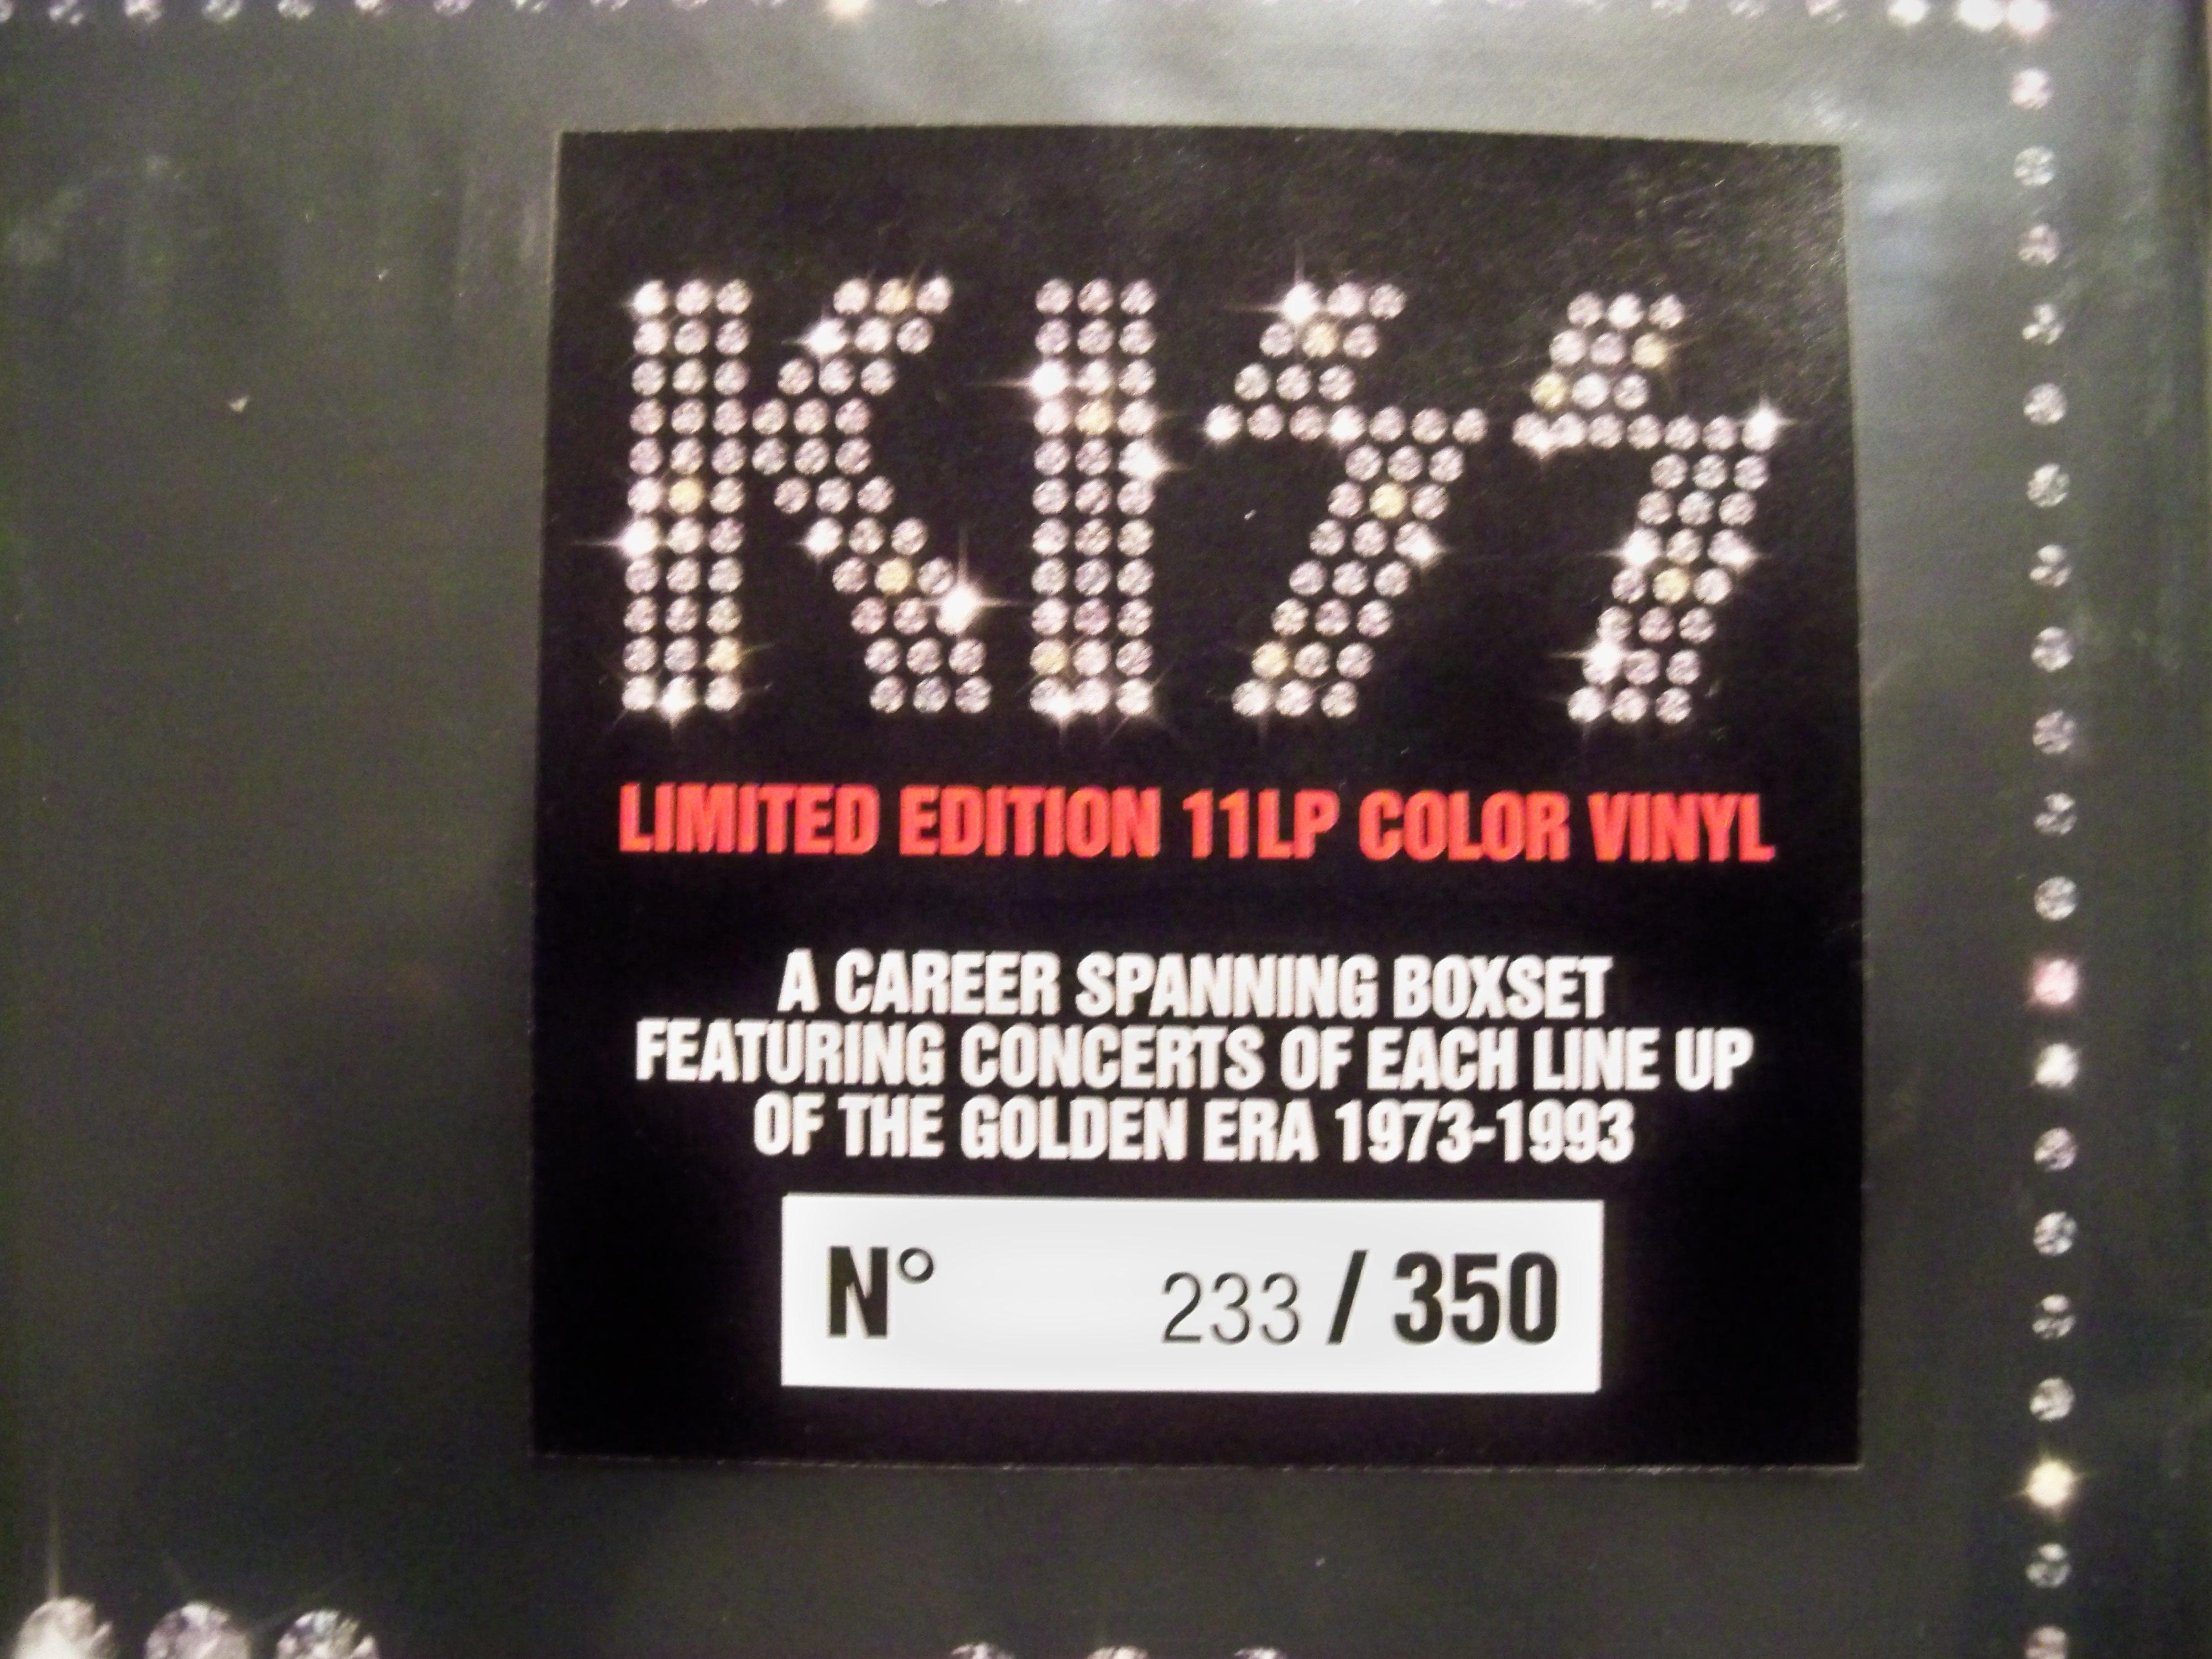 KISS
LIMITED EDITION 11LP COLOR VINYL
A CAREER SPANNING BOXSET
FEATURING CONCERTS OF EACH LINE UP
OF THE GOLDEN ERA 1973-1993
N° 233 / 350